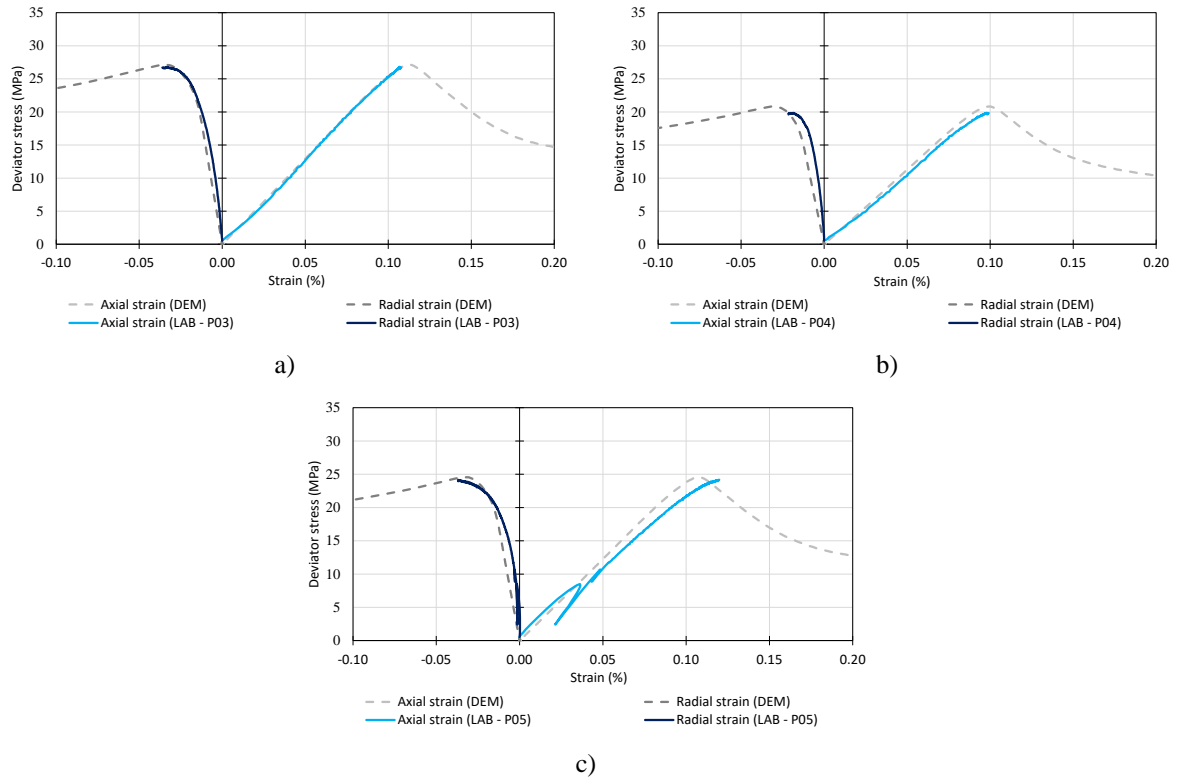 35
30
25
20
15
10
5
0
Deviator stress (MPa)
-0.10 -0.05 0.00 0.05 0.10 0.15 0.20
Strain (%)
Axial strain (DEM) Radial strain (DEM)
Axial strain (LAB - P03) Radial strain (LAB - P03)
a)
35
30
25
20
15
10
5
0
Deviator stress (MPa)
-0.10 -0.05 0.00 0.05 0.10 0.15 0.20
Strain (%)
Axial strain (DEM) Radial strain (DEM)
Axial strain (LAB - P04) Radial strain (LAB - P04)
b)
35
30
25
20
15
10
5
0
Deviator stress (MPa)
-0.10 -0.05 0.00 0.05 0.10 0.15 0.20
Strain (%)
Axial strain (DEM) Radial strain (DEM)
Axial strain (LAB - P05) Radial strain (LAB - P05)
c)